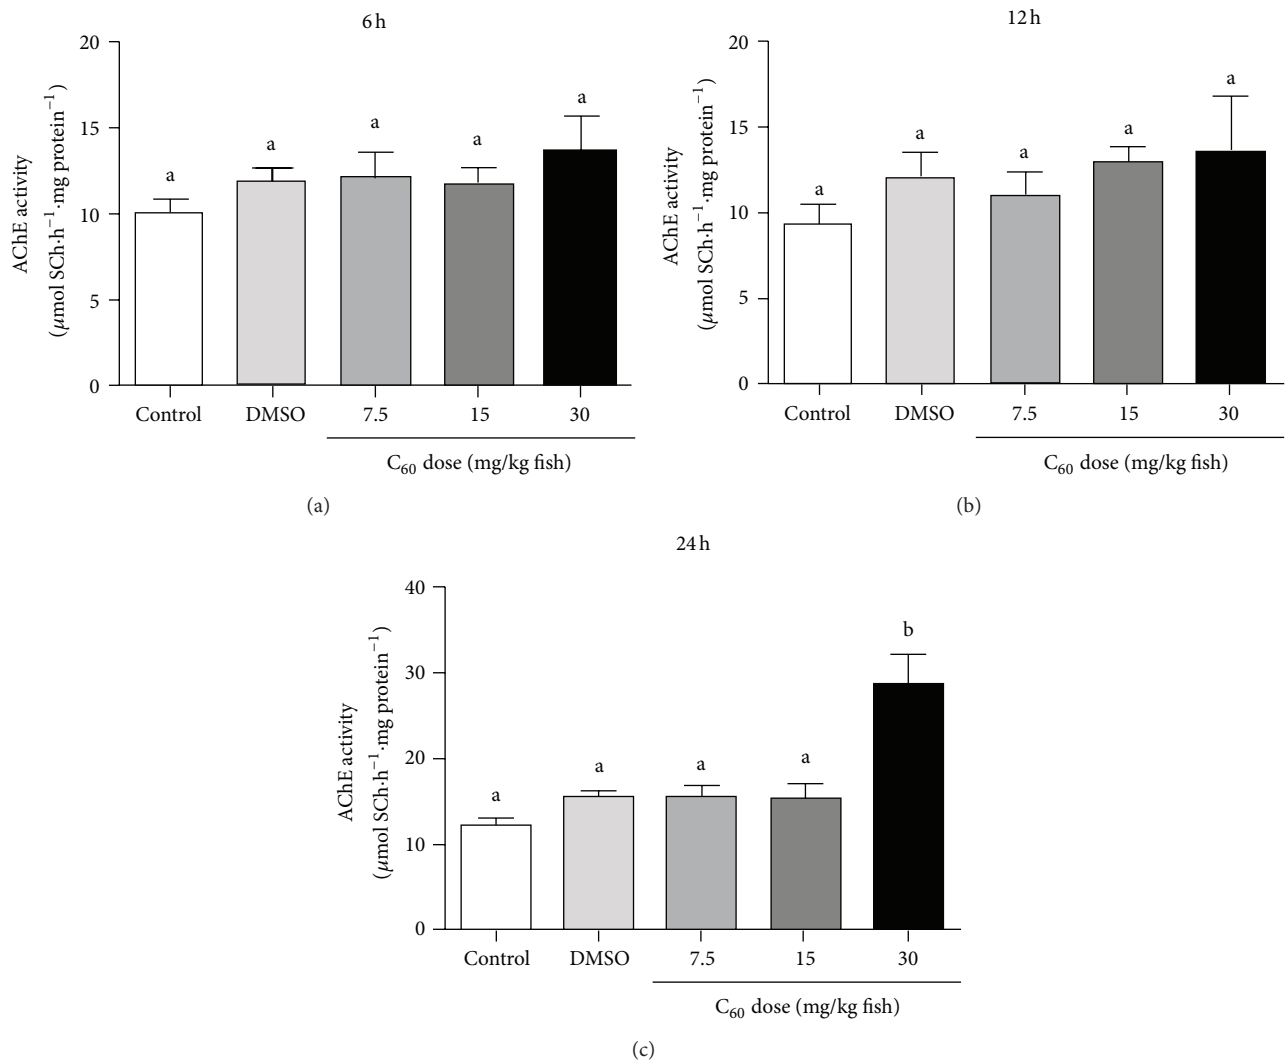 6 h
AChE activity
(μmol SCh·h⁻¹·mg protein⁻¹)
20
15
10
5
0
a
a
a
a
a
Control
DMSO
7.5
15
30
C₆₀ dose (mg/kg fish)
(a)
12 h
AChE activity
(μmol SCh·h⁻¹·mg protein⁻¹)
20
15
10
5
0
a
a
a
a
a
Control
DMSO
7.5
15
30
C₆₀ dose (mg/kg fish)
(b)
24 h
AChE activity
(μmol SCh·h⁻¹·mg protein⁻¹)
40
30
20
10
0
a
a
a
a
b
Control
DMSO
7.5
15
30
C₆₀ dose (mg/kg fish)
(c)